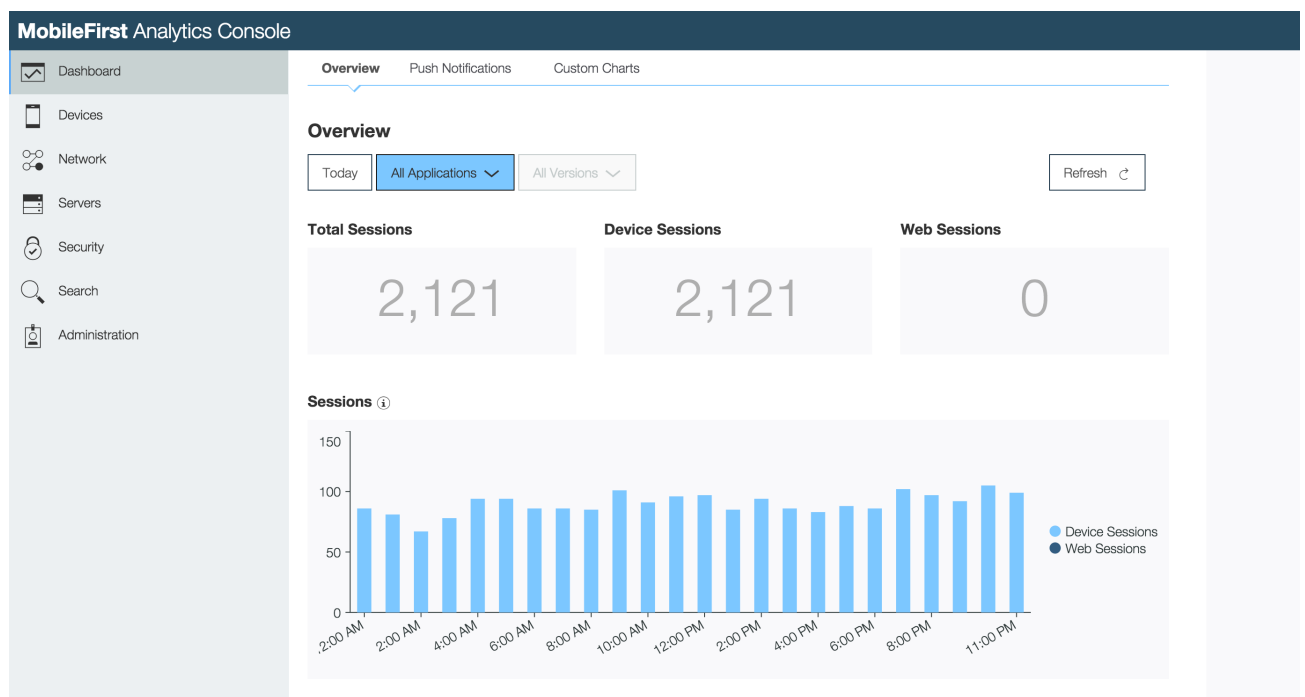 MobileFirst Analytics Console
Dashboard
Devices
Network
Servers
Security
Search
Administration
Overview Push Notifications Custom Charts
Overview
Today All Applications All Versions Refresh
Total Sessions Device Sessions Web Sessions
2,121 2,121 0
Sessions
150
100
50
0
2:00 AM 2:00 AM 4:00 AM 6:00 AM 8:00 AM 10:00 AM 12:00 PM 2:00 PM 4:00 PM 6:00 PM 8:00 PM 11:00 PM
Device Sessions
Web Sessions